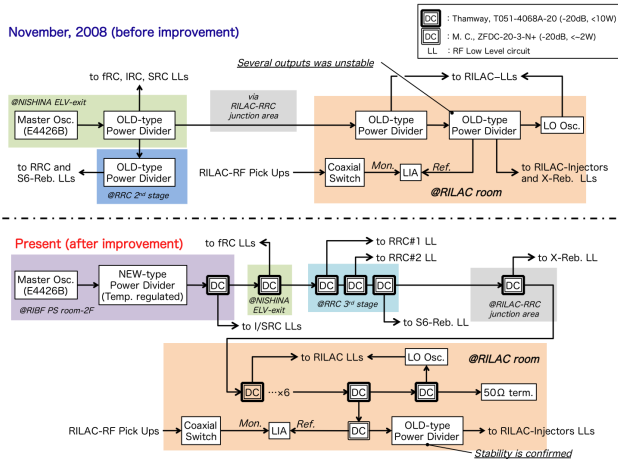 November, 2008 (before improvement)
DC : Thamway, T051-4068A-20 (-20dB, <10W)
DC : M. C., ZFDC-20-3-N+ (-20dB, <~2W)
LL : RF Low Level circuit
Several outputs was unstable
to fRC, IRC, SRC LLs
via
RILAC-RRC
junction area
to RILAC-LLs
@NISHINA ELV-exit
Master Osc.
(E4426B)
OLD-type
Power Divider
OLD-type
Power Divider
OLD-type
Power Divider
LO Osc.
to RRC and
S6-Reb. LLs
OLD-type
Power Divider
@RRC 2nd stage
RILAC-RF Pick Ups
Coaxial
Switch
Mon.
LIA
Ref.
to RILAC-Injectors
and X-Reb. LLs
@RILAC room
Present (after improvement)
to fRC LLs
to RRC#1 LL
to RRC#2 LL
to X-Reb. LL
Master Osc.
(E4426B)
NEW-type
Power Divider
(Temp. regulated)
DC
DC
DC
DC
DC
DC
@RIBF PS room-2F
@NISHINA
ELV-exit
@RRC 3rd stage
@RILAC-RRC
junction area
to I/SRC LLs
to S6-Reb. LL
to RILAC LLs
LO Osc.
@RILAC room
DC
…×6
DC
DC
50Ω term.
RILAC-RF Pick Ups
Coaxial
Switch
Mon.
LIA
Ref.
DC
OLD-type
Power Divider
to RILAC-Injectors LLs
Stability is confirmed